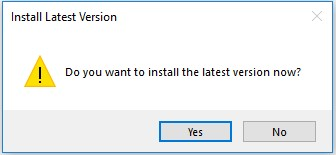 Install Latest Version
Do you want to install the latest version now?
Yes
No